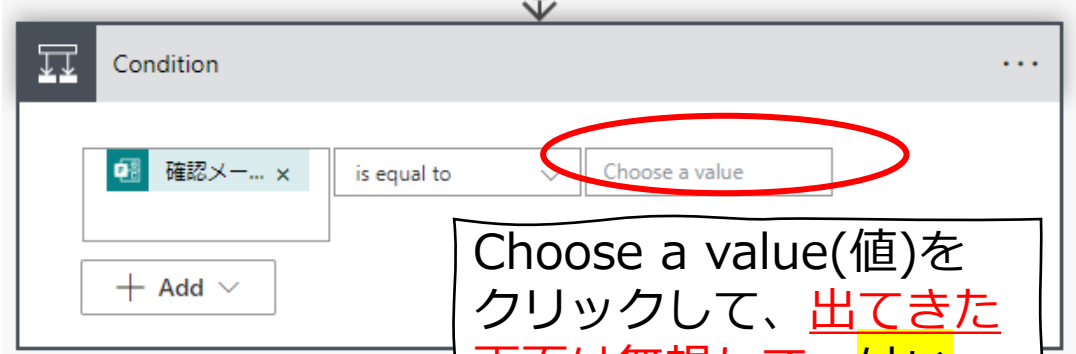 Condition
確認メー... x
is equal to
Choose a value
Add
Choose a value(値)を
クリックして、出てきた